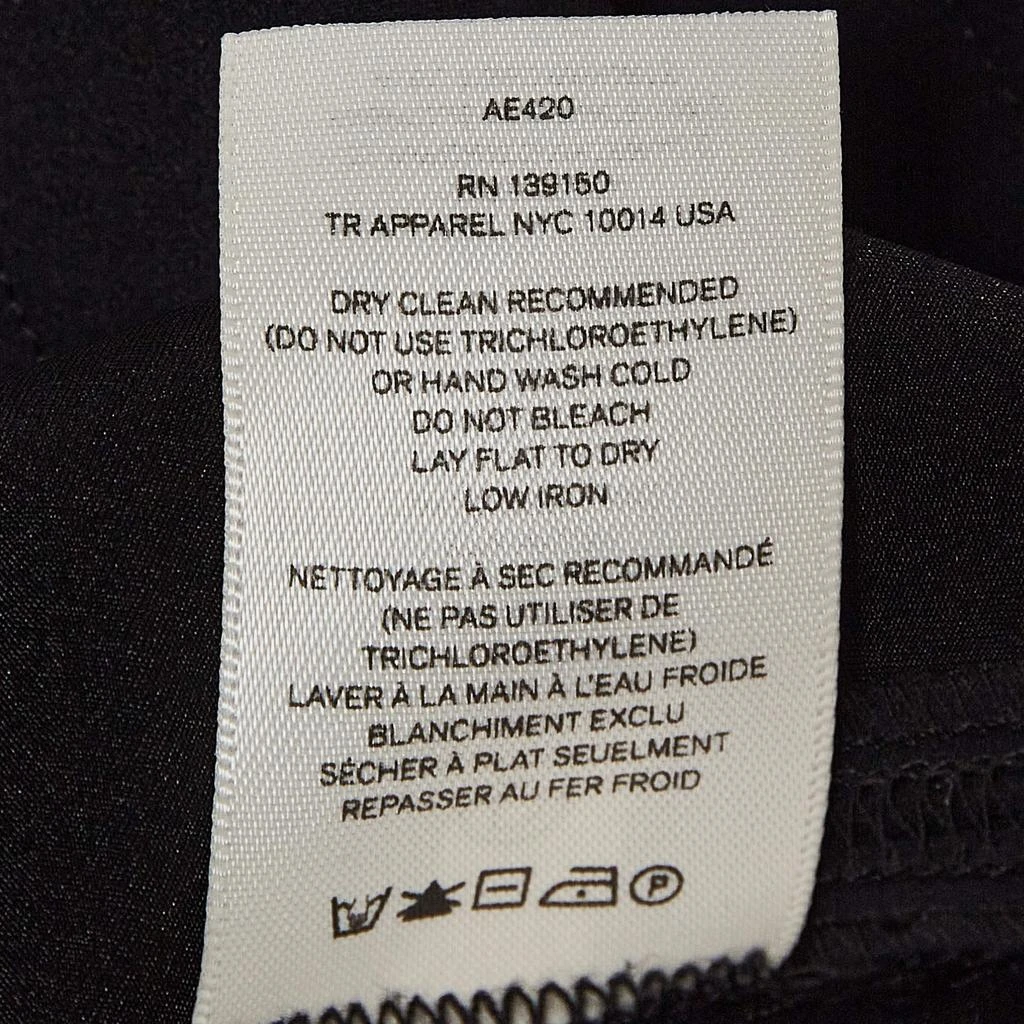 AE420
RN 139150
TR APPAREL NYC 10014 USA
DRY CLEAN RECOMMENDED
(DO NOT USE TRICHLOROETHYLENE)
OR HAND WASH COLD
DO NOT BLEACH
LAY FLAT TO DRY
LOW IRON
NETTOYAGE À SEC RECOMMANDÉ
(NE PAS UTILISER DE
TRICHLOROETHYLENE)
LAVER À LA MAIN À L'EAU FROIDE
BLANCHIMENT EXCLU
SÉCHER À PLAT SEUELMENT
REPASSER AU FER FROID
P